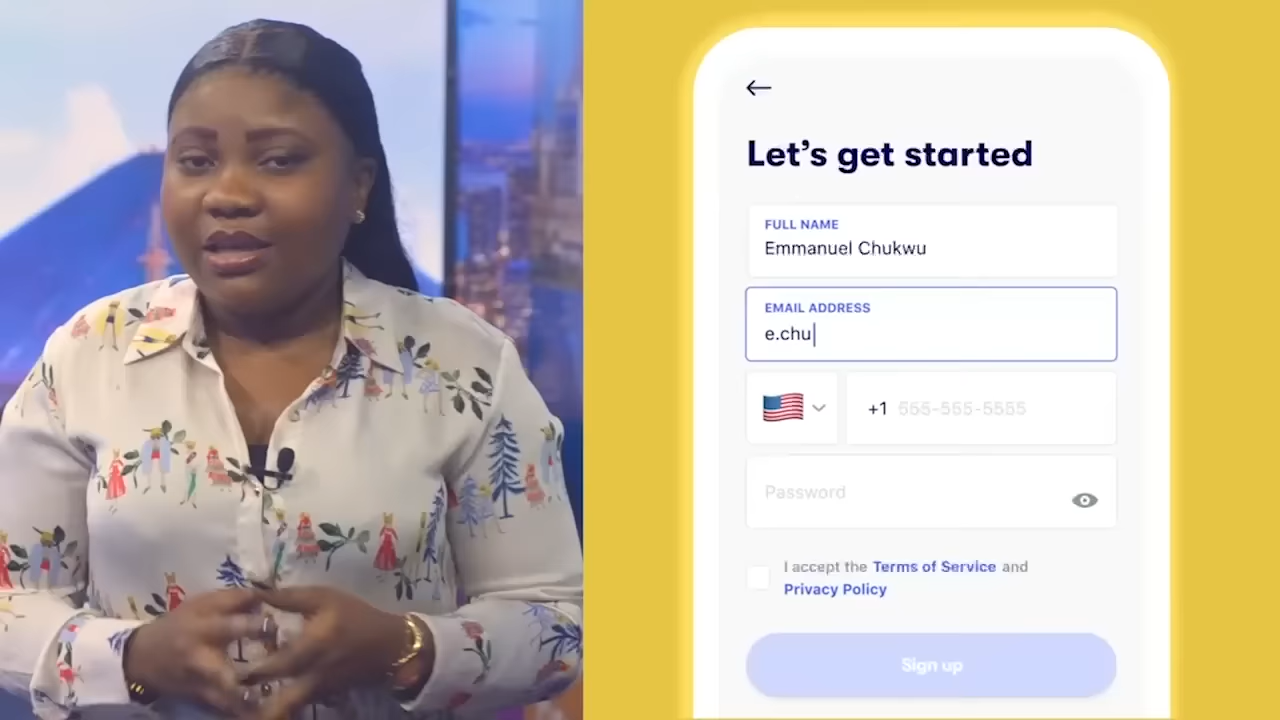 Let's get started
FULL NAME
Emmanuel Chukwu
EMAIL ADDRESS
e.chu
+1 555-555-5555
Password
I accept the Terms of Service and
Privacy Policy
Sign up